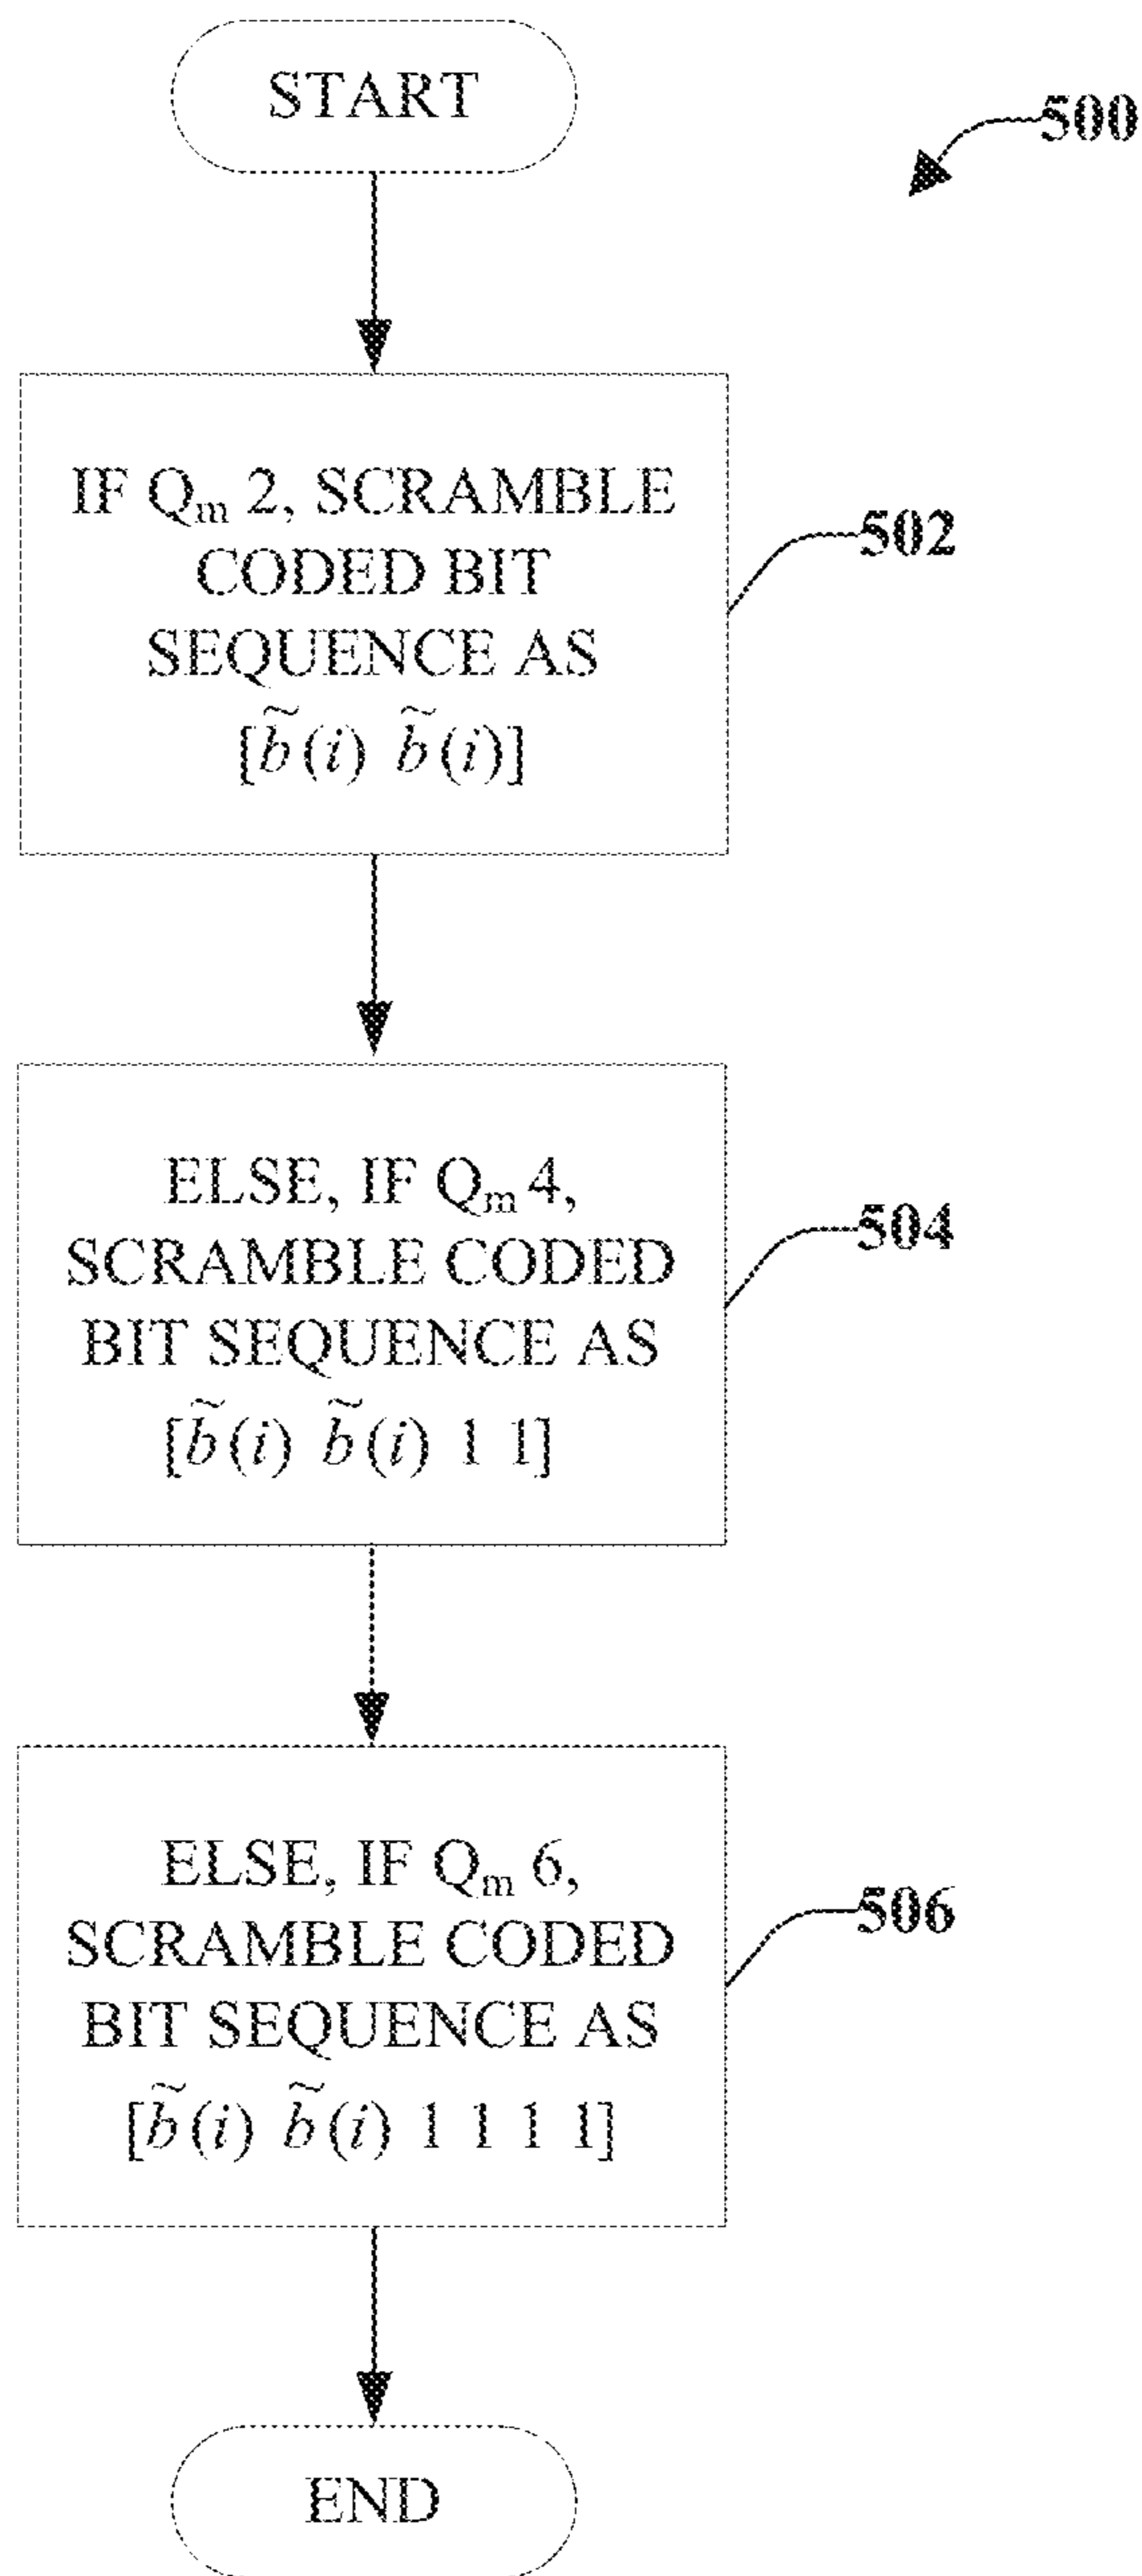 START
500
IF Qm 2, SCRAMBLE
CODED BIT
SEQUENCE AS
[b̃(i) b̃(i)]
502
ELSE, IF Qm 4,
SCRAMBLE CODED
BIT SEQUENCE AS
[b̃(i) b̃(i) 1 1]
504
ELSE, IF Qm 6,
SCRAMBLE CODED
BIT SEQUENCE AS
[b̃(i) b̃(i) 1 1 1 1]
506
END